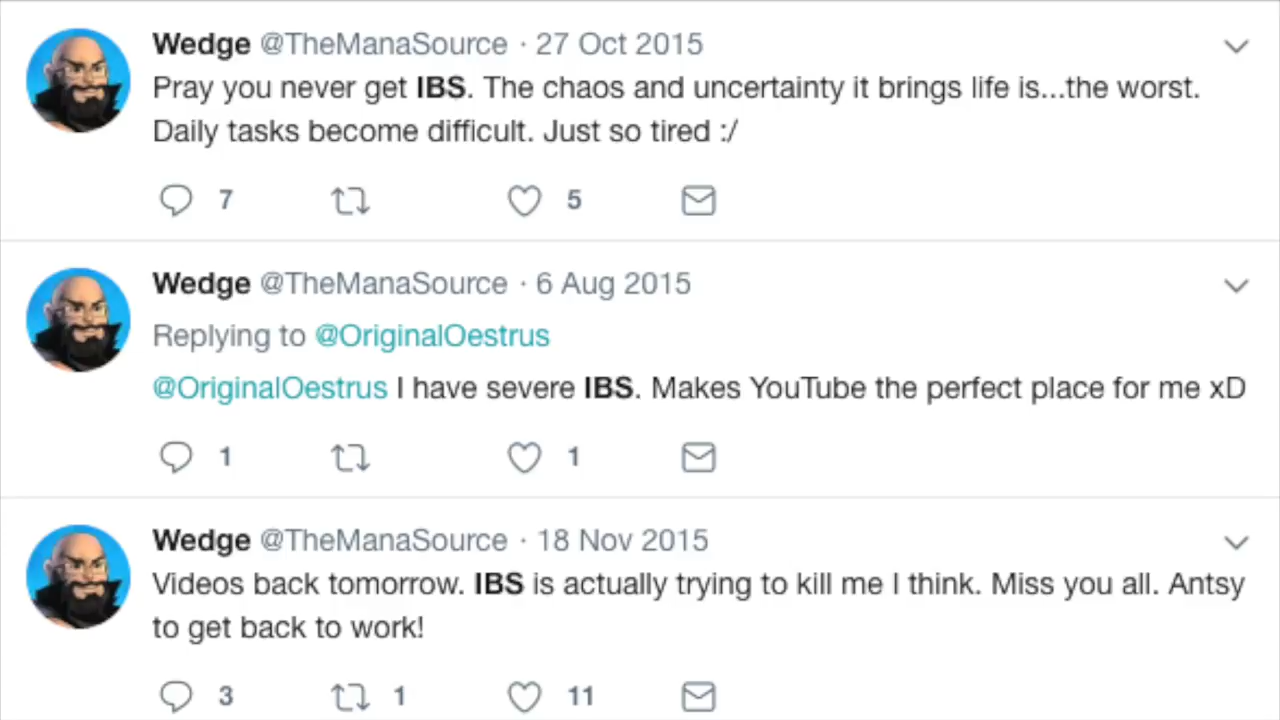 Wedge @TheManaSource · 27 Oct 2015
Pray you never get IBS. The chaos and uncertainty it brings life is...the worst.
Daily tasks become difficult. Just so tired :/
7 5
Wedge @TheManaSource · 6 Aug 2015
Replying to @OriginalOestrus
@OriginalOestrus I have severe IBS. Makes YouTube the perfect place for me xD
1 1
Wedge @TheManaSource · 18 Nov 2015
Videos back tomorrow. IBS is actually trying to kill me I think. Miss you all. Antsy
to get back to work!
3 1 11